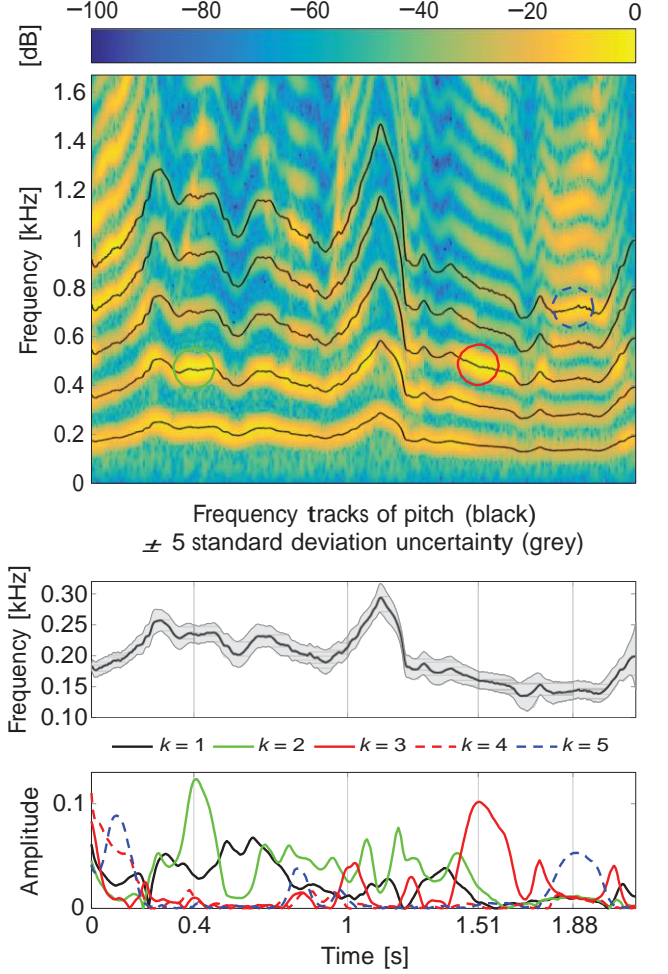 −100 −80 −60 −40 −20 0
[dB]
1.6
1.4
1.2
1
0.8
0.6
0.4
0.2
0
Frequency [kHz]
Frequency tracks of pitch (black)
± 5 standard deviation uncertainty (grey)
0.30
0.25
0.20
0.15
0.10
Frequency [kHz]
k = 1 k = 2 k = 3 k = 4 k = 5
0.1
0
Amplitude
0 0.4 1 1.51 1.88
Time [s]